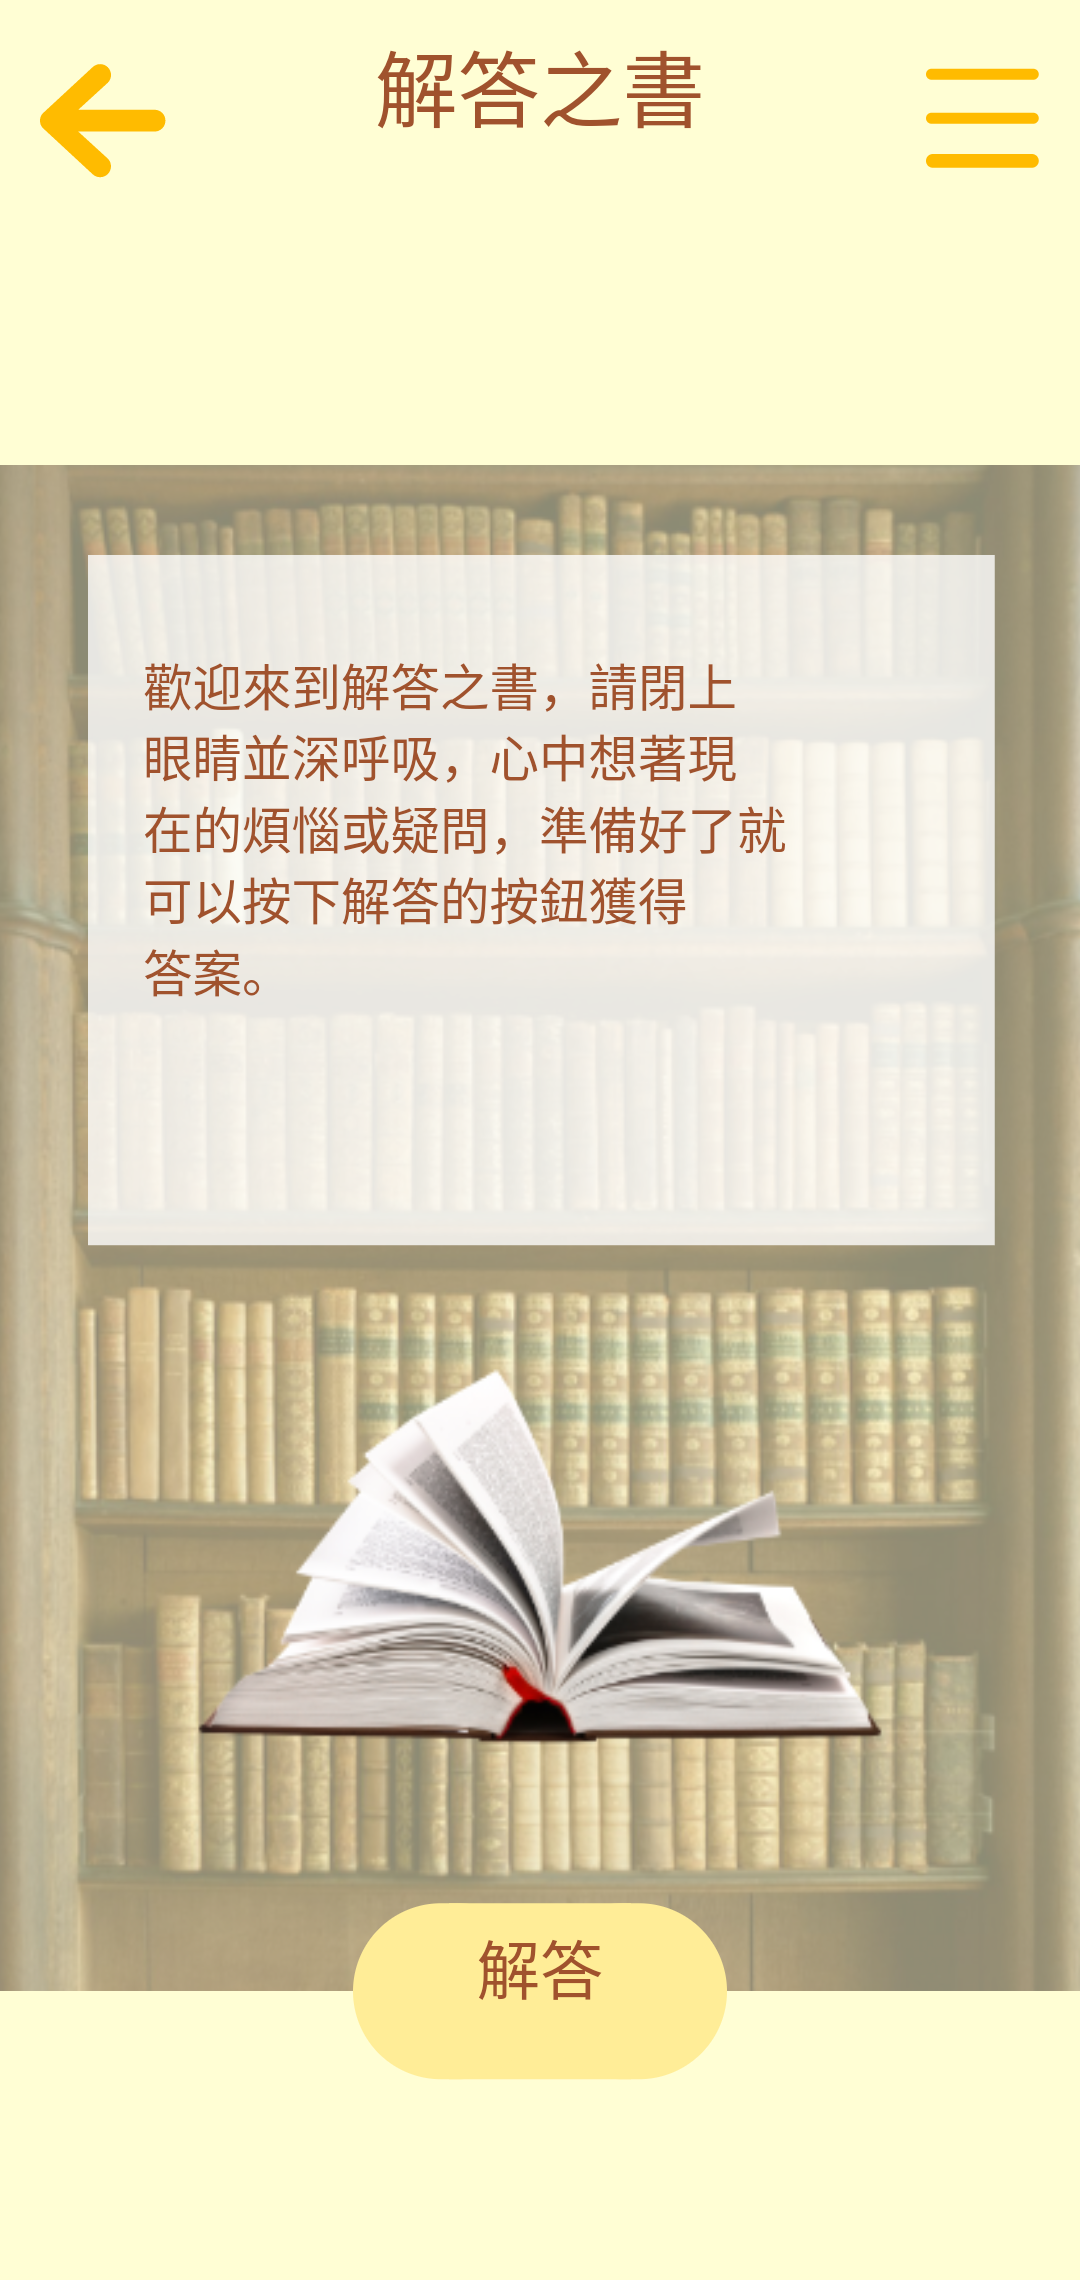 解答之書
歡迎來到解答之書，請閉上
眼睛並深呼吸，心中想著現
在的煩惱或疑問，準備好了就
可以按下解答的按鈕獲得
答案。
解答